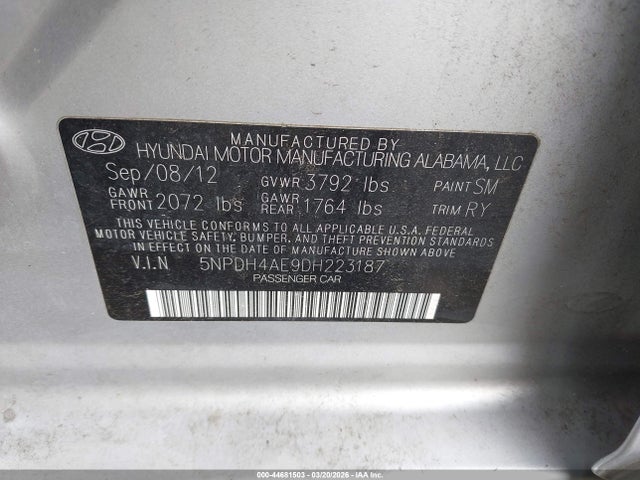 MANUFACTURED BY
HYUNDAI MOTOR MANUFACTURING ALABAMA, LLC
Sep/08/12 GVWR 3792 lbs PAINT SM
GAWR FRONT 2072 lbs GAWR REAR 1764 lbs TRIM RY
THIS VEHICLE CONFORMS TO ALL APPLICABLE U.S.A. FEDERAL
MOTOR VEHICLE SAFETY, BUMPER, AND THEFT PREVENTION STANDARDS
IN EFFECT ON THE DATE OF MANUFACTURE SHOWN ABOVE
V.I.N 5NPDH4AE9DH223187
PASSENGER CAR
000-44681503 | 03/20/2026 | IAA Inc.